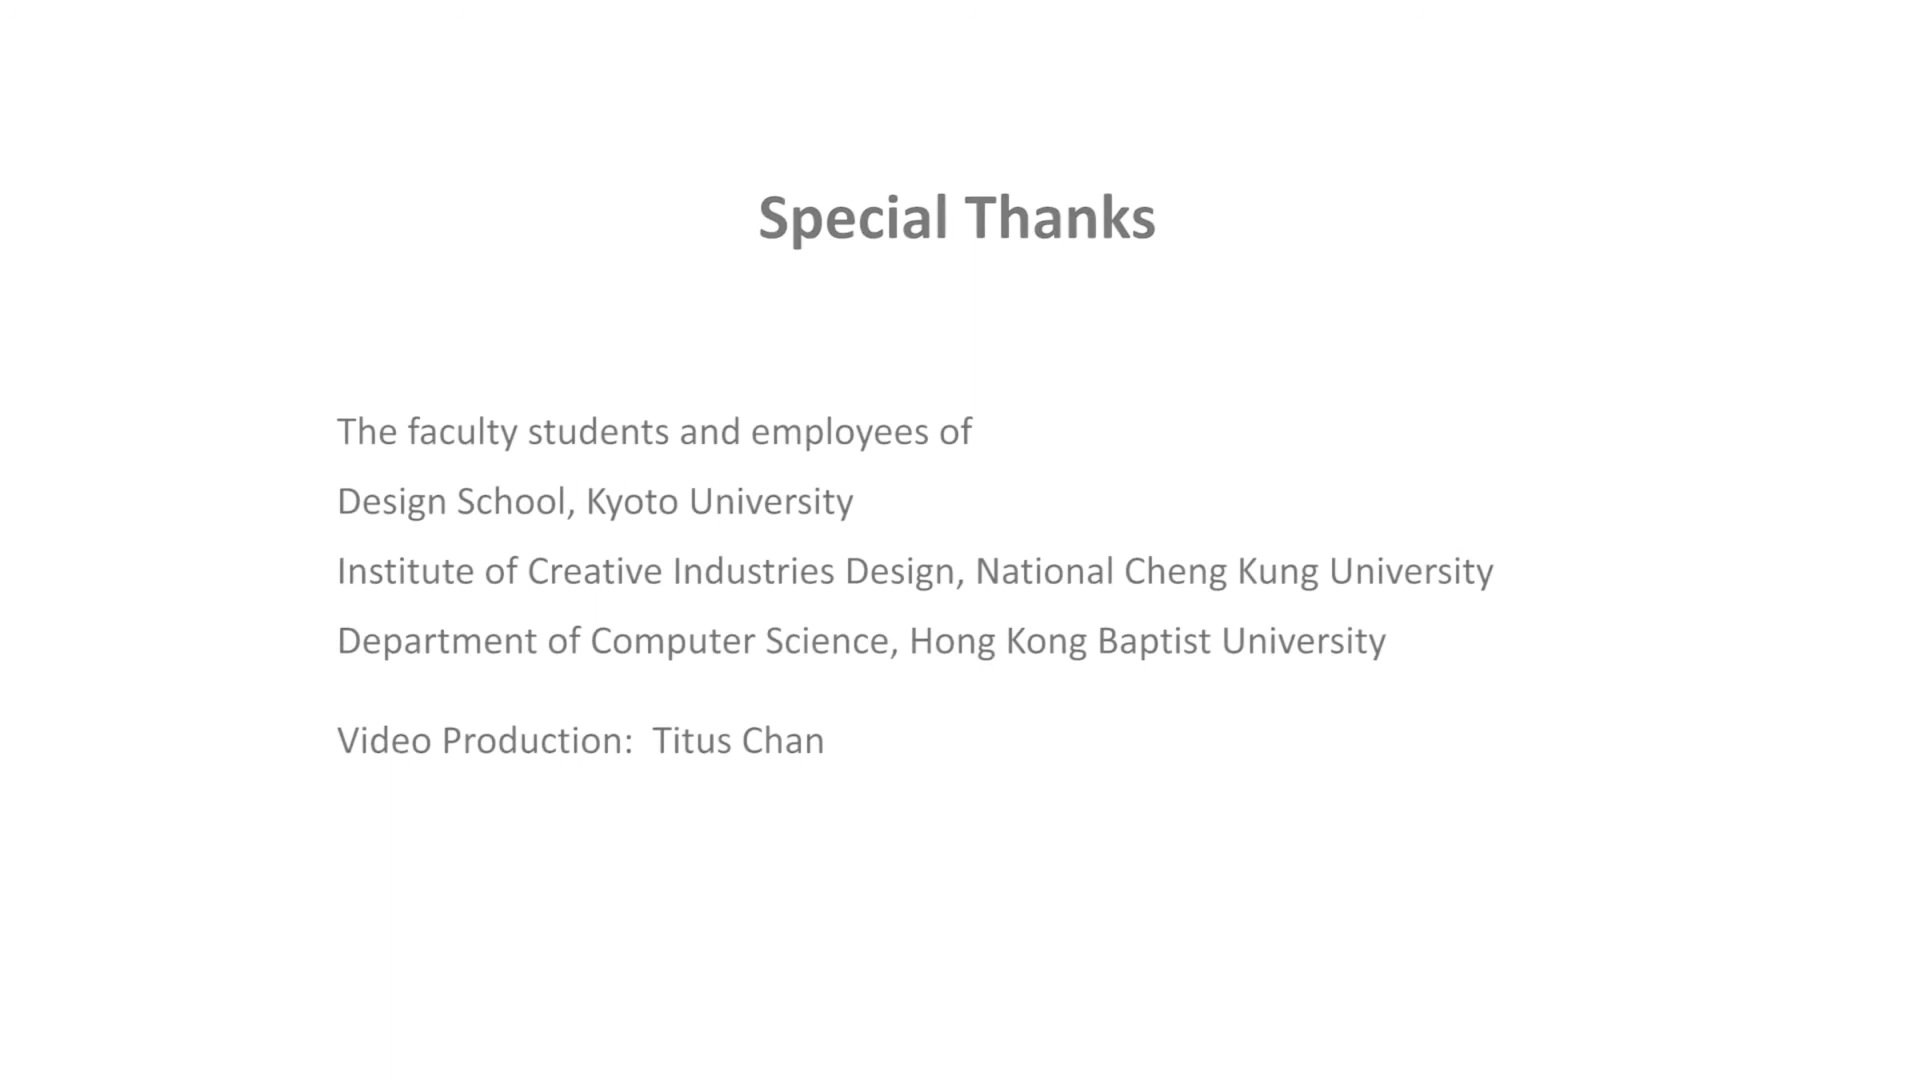 Special Thanks
The faculty students and employees of
Design School, Kyoto University
Institute of Creative Industries Design, National Cheng Kung University
Department of Computer Science, Hong Kong Baptist University
Video Production:  Titus Chan